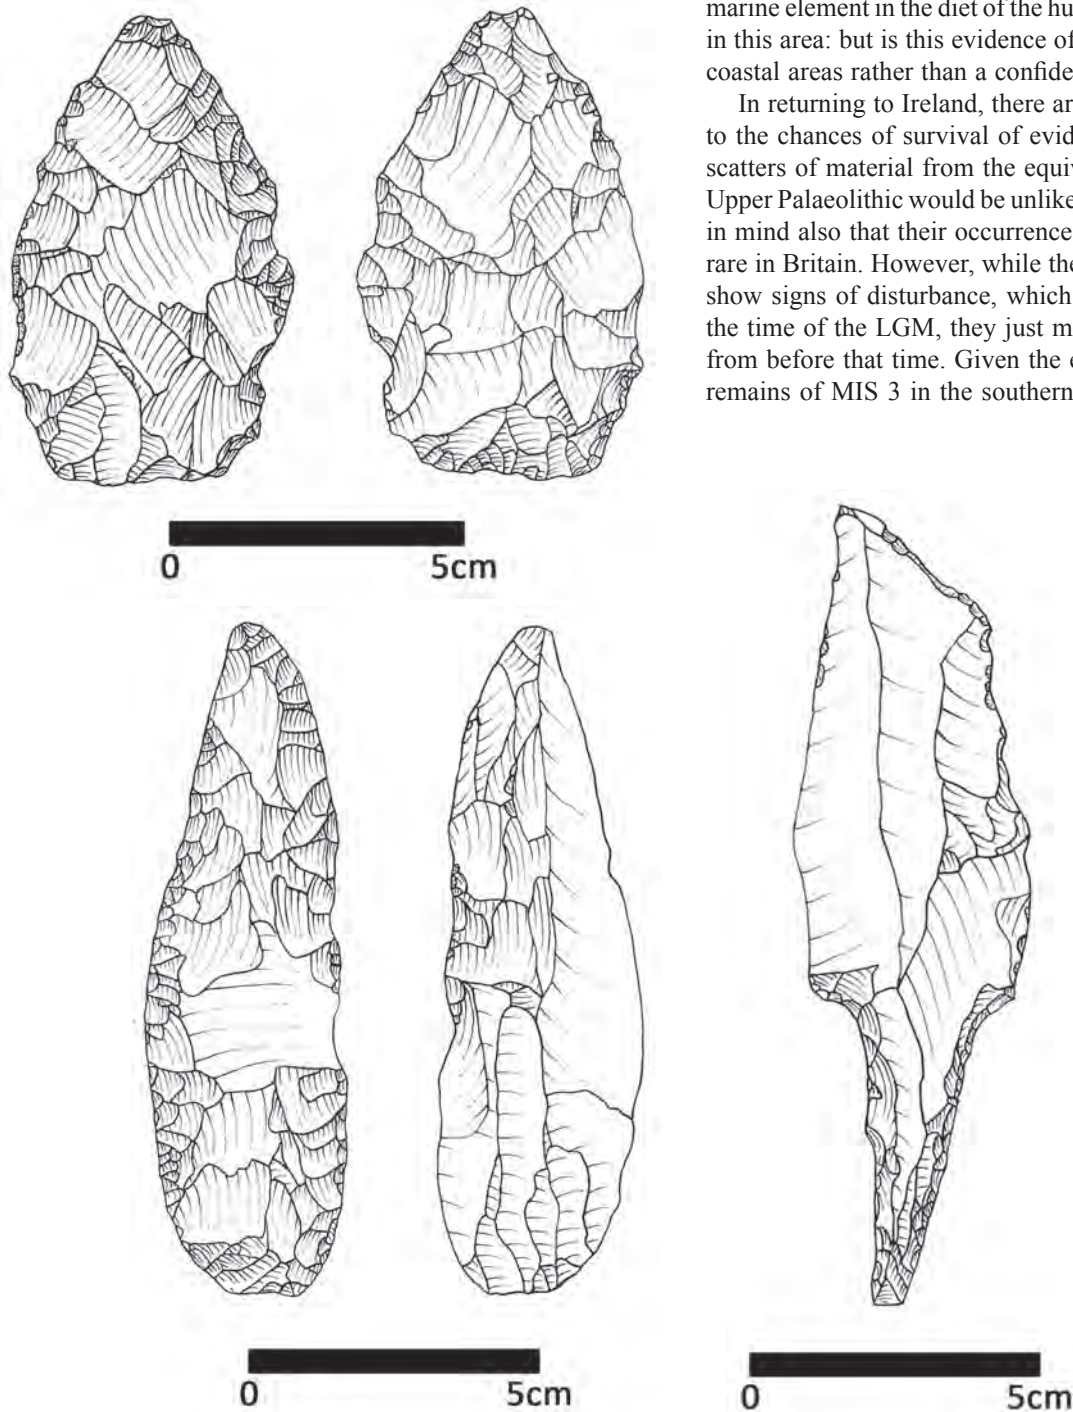 marine element in the diet of the hu
in this area: but is this evidence of
coastal areas rather than a confide
In returning to Ireland, there ar
to the chances of survival of evid
scatters of material from the equiv
Upper Palaeolithic would be unlike
in mind also that their occurrence
rare in Britain. However, while the
show signs of disturbance, which
the time of the LGM, they just m
from before that time. Given the e
remains of MIS 3 in the southern
0 5cm
0 5cm
0 5cm